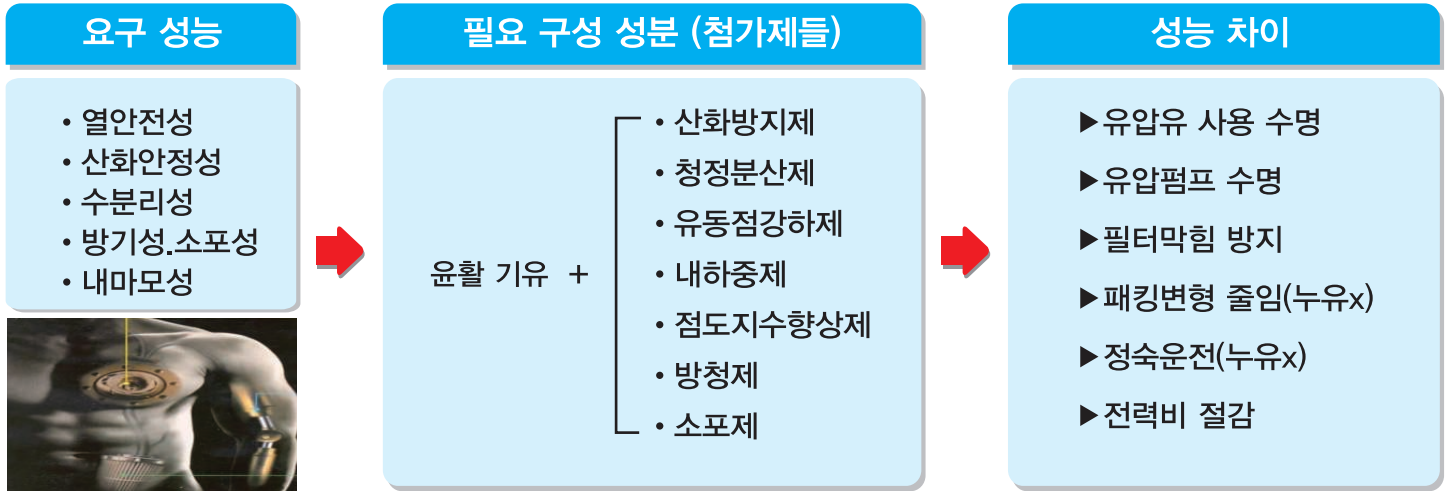 요구 성능
• 열안전성
• 산화안정성
• 수분리성
• 방기성.소포성
• 내마모성
필요 구성 성분 (첨가제들)
윤활 기유 +
• 산화방지제
• 청정분산제
• 유동점강하제
• 내하중제
• 점도지수향상제
• 방청제
• 소포제
성능 차이
▶유압유 사용 수명
▶유압펌프 수명
▶필터막힘 방지
▶패킹변형 줄임(누유x)
▶정숙운전(누유x)
▶전력비 절감